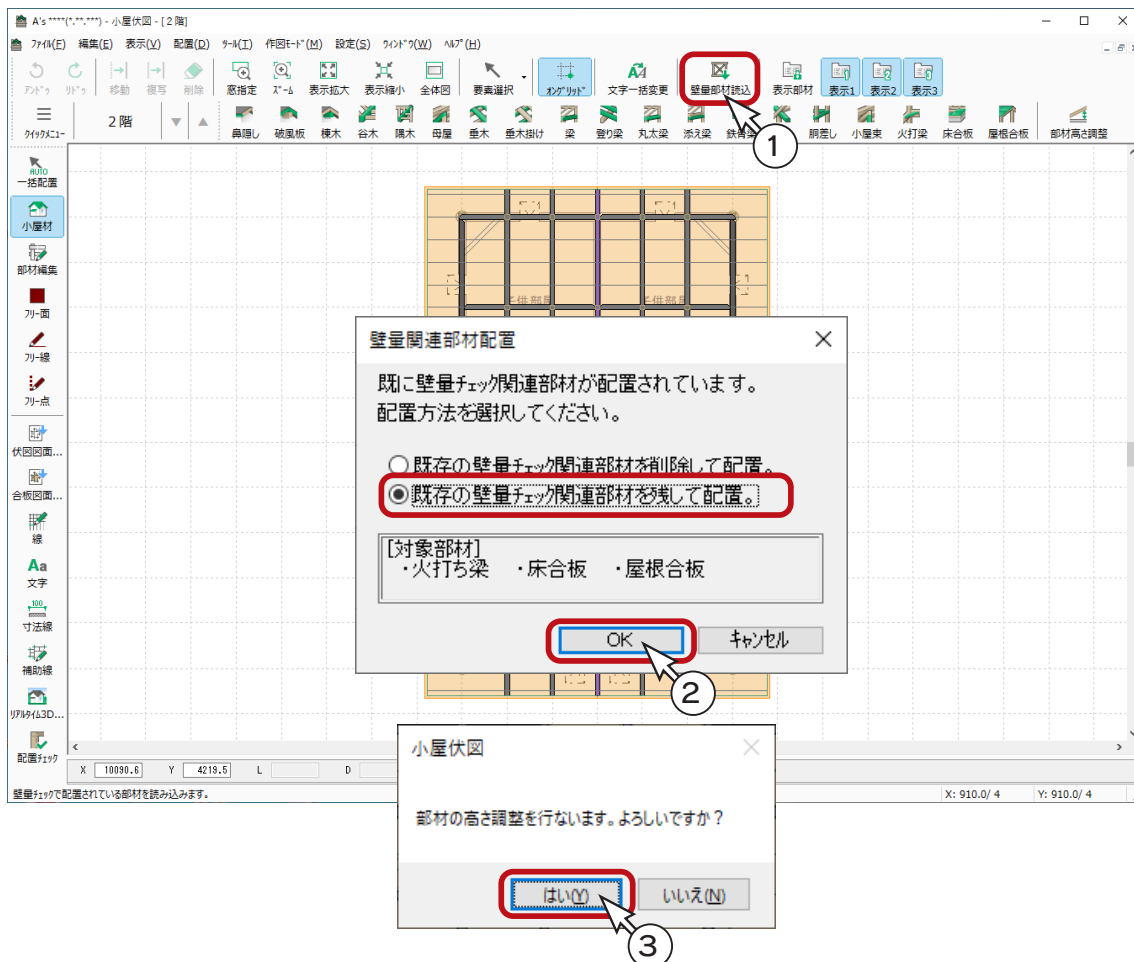 A's ****(*.**.***) - 小屋伏図 - [ 2 階]
ﾌｧｲﾙ(F) 編集(E) 表示(V) 配置(D) ﾂｰﾙ(T) 作図ﾓｰﾄﾞ(M) 設定(S) ｳｨﾝﾄﾞｳ(W) ﾍﾙﾌﾟ(H)
ｱﾝﾄﾞｩ ﾘﾄﾞｩ 移動 複写 削除 窓指定 ｽﾞｰﾑ 表示拡大 表示縮小 全体図 要素選択 ｵﾝｸﾞﾘｯﾄﾞ 文字一括変更 壁量部材読込 表示部材 表示1 表示2 表示3
ｸｲｯｸﾒﾆｭｰ 2 階 鼻隠し 破風板 棟木 谷木 隅木 母屋 垂木 垂木掛け 梁 登り梁 丸太梁 添え梁 鉄骨梁 胴差し 小屋束 火打梁 床合板 屋根合板 部材高さ調整
①
AUTO
一括配置
小屋材
部材編集
ﾌﾘｰ面
ﾌﾘｰ線
ﾌﾘｰ点
伏図図面...
合板図面...
線
Aa
文字
100
寸法線
補助線
ﾘｱﾙﾀｲﾑ3D...
配置ﾁｪｯｸ
子供部屋 子供部屋
壁量関連部材配置
既に壁量ﾁｪｯｸ関連部材が配置されています。
配置方法を選択してください。
既存の壁量ﾁｪｯｸ関連部材を削除して配置。
既存の壁量ﾁｪｯｸ関連部材を残して配置。
[対象部材]
・火打ち梁 ・床合板 ・屋根合板
OK ｷｬﾝｾﾙ
②
小屋伏図
部材の高さ調整を行ないます。よろしいですか？
はい(Y) いいえ(N)
③
X 10090.6 Y 4219.5 L D
壁量ﾁｪｯｸで配置されている部材を読み込みます。 X: 910.0/ 4 Y: 910.0/ 4